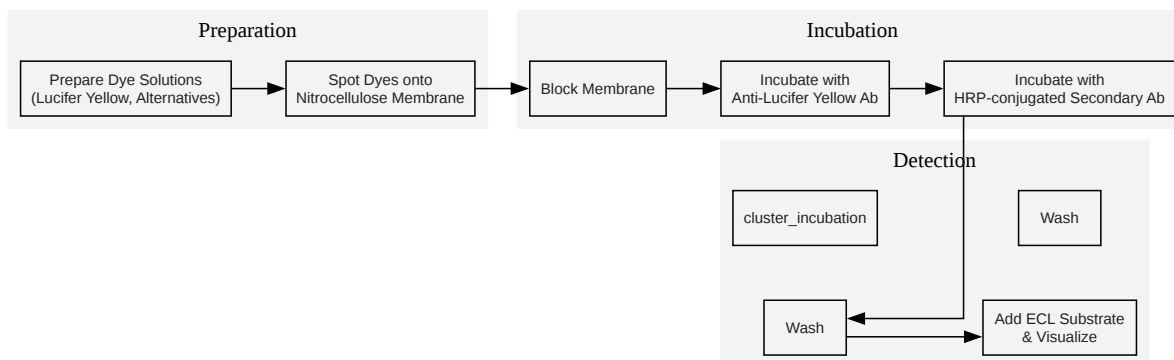 Preparation
Prepare Dye Solutions
(Lucifer Yellow, Alternatives)
Spot Dyes onto
Nitrocellulose Membrane
Incubation
Block Membrane
Incubate with
Anti-Lucifer Yellow Ab
Incubate with
HRP-conjugated Secondary Ab
Detection
cluster_incubation
Wash
Wash
Add ECL Substrate
& Visualize